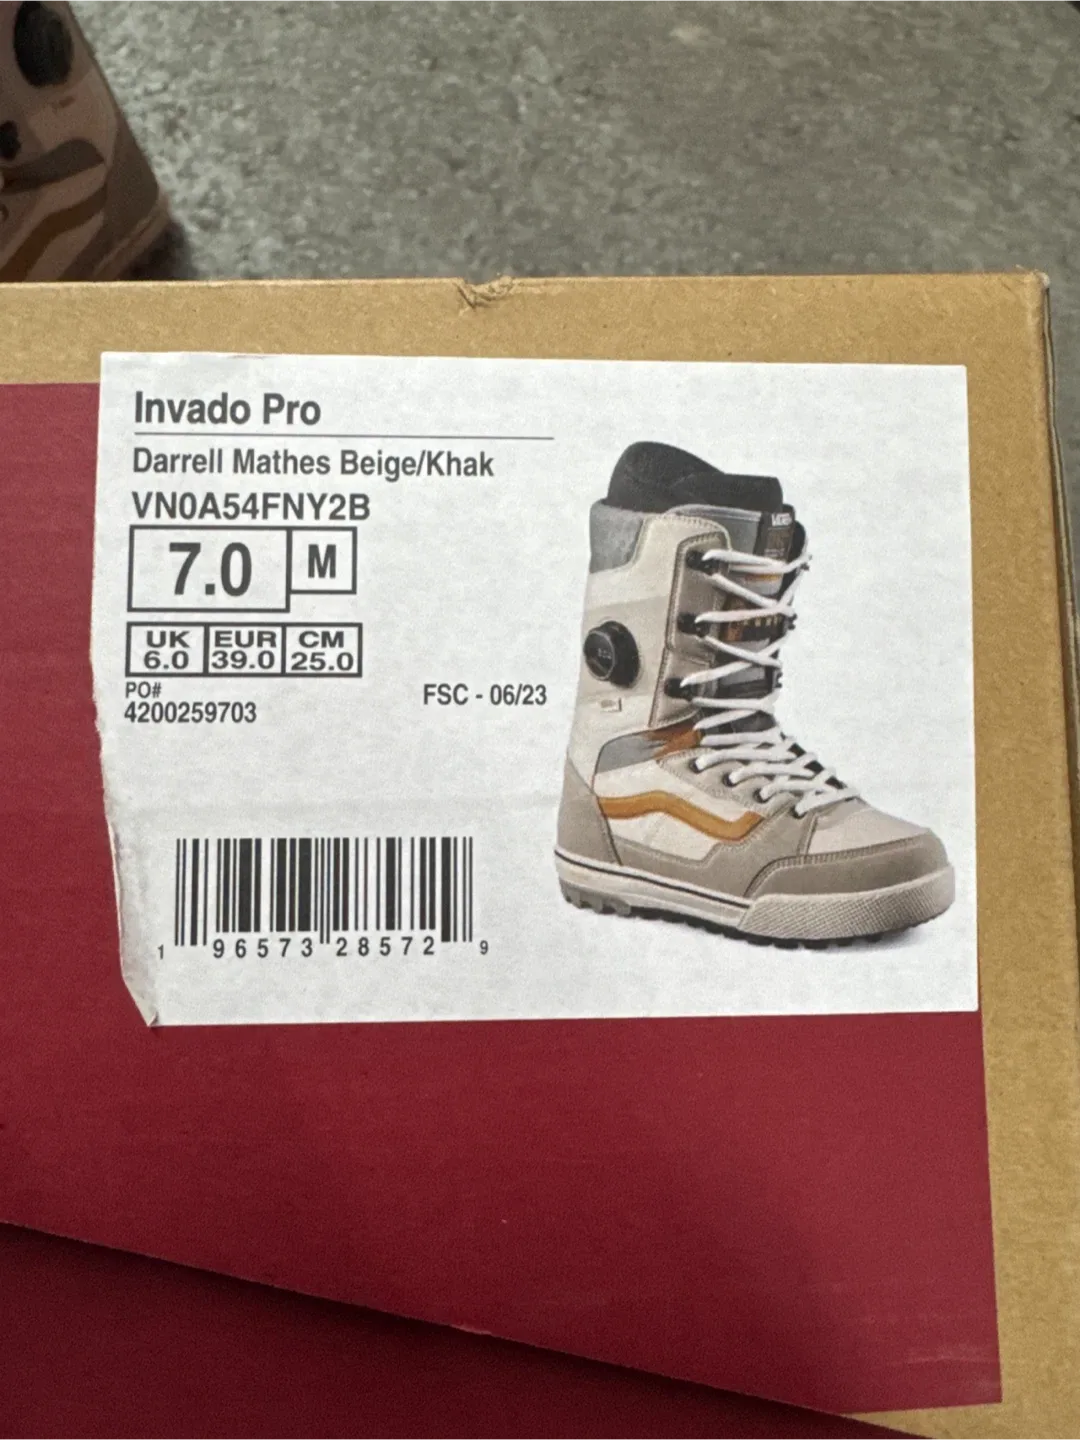 Invado Pro
Darrell Mathes Beige/Khak
VN0A54FNY2B
7.0 M
UK EUR CM
6.0 39.0 25.0
PO#
4200259703
FSC - 06/23
1 96573 28572 9
VANS